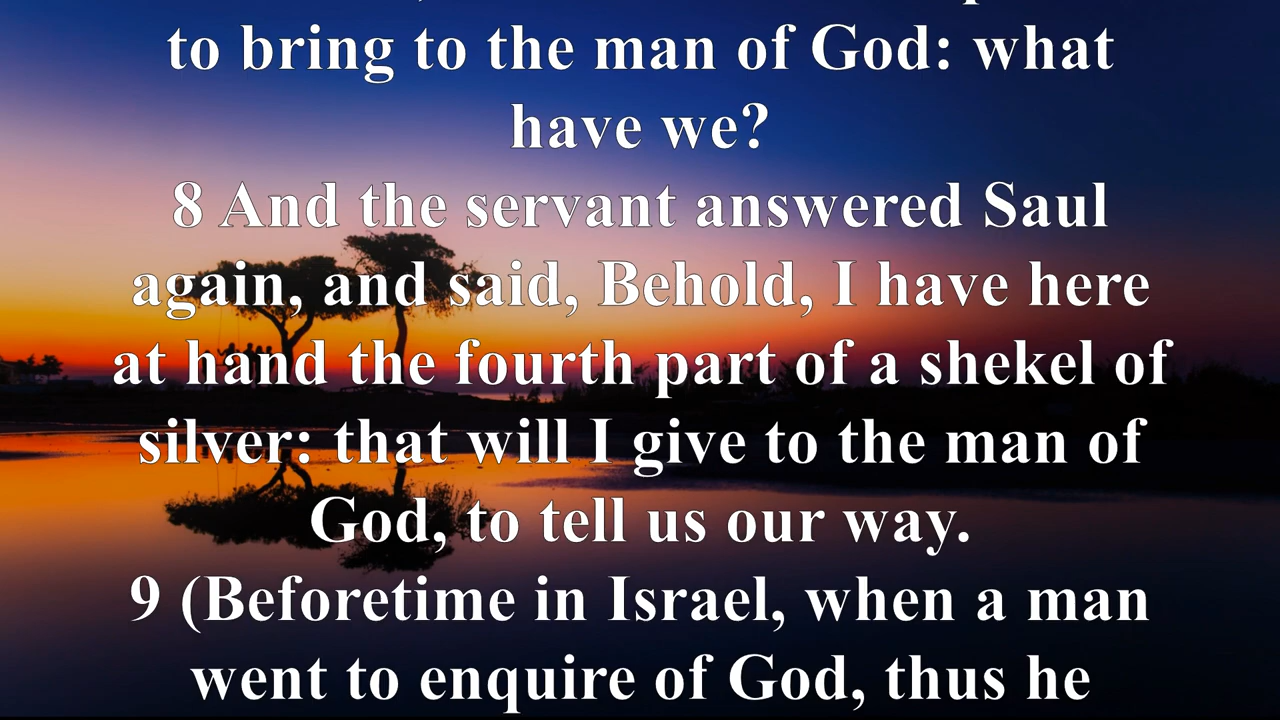 to bring to the man of God: what
have we?
8 And the servant answered Saul
again, and said, Behold, I have here
at hand the fourth part of a shekel of
silver: that will I give to the man of
God, to tell us our way.
9 (Beforetime in Israel, when a man
went to enquire of God, thus he